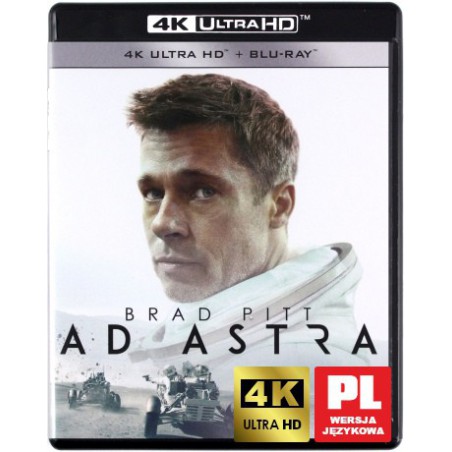 4K ULTRA HD™
4K ULTRA HD™ + BLU-RAY™
BRAD PITT
AD ASTRA
4K
ULTRA HD
PL
WERSJA
JĘZYKOWA